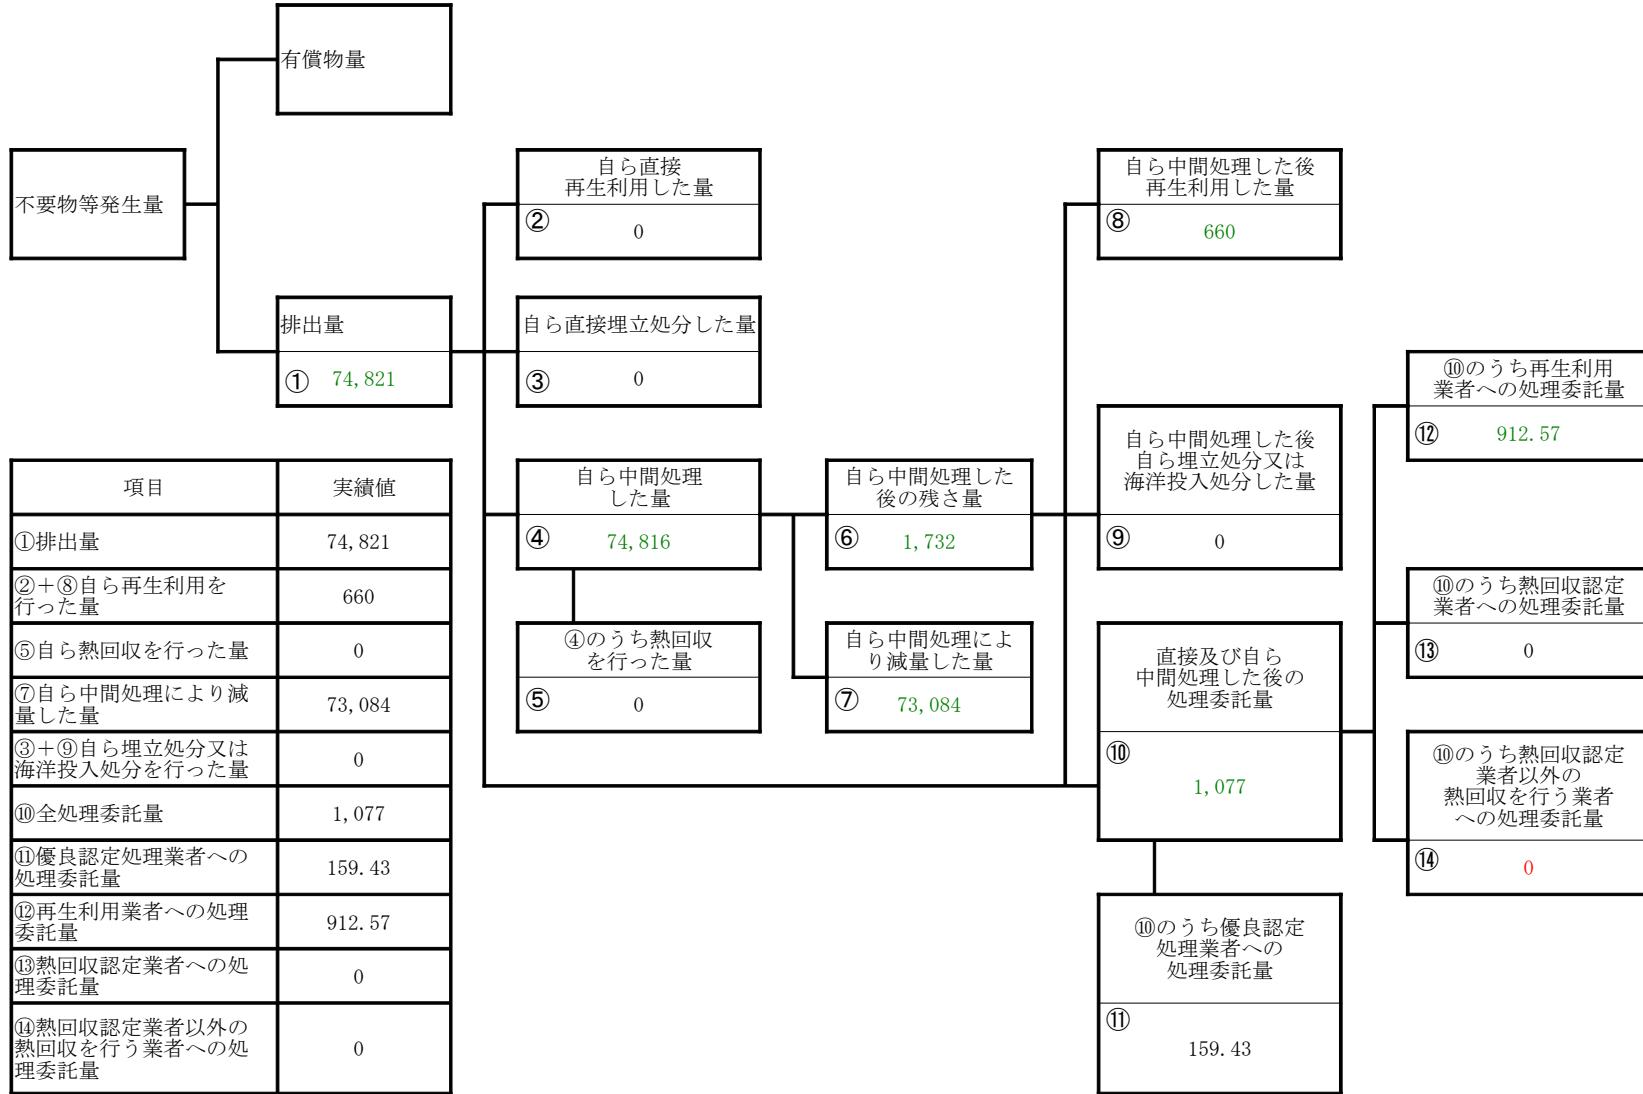 有償物量
不要物等発生量
排出量
① 74,821
自ら直接
再生利用した量
② 0
自ら直接埋立処分した量
③ 0
自ら中間処理
した量
④ 74,816
④のうち熱回収
を行った量
⑤ 0
自ら中間処理した
後の残さ量
⑥ 1,732
自ら中間処理によ
り減量した量
⑦ 73,084
自ら中間処理した後
再生利用した量
⑧ 660
自ら中間処理した後
自ら埋立処分又は
海洋投入処分した量
⑨ 0
直接及び自ら
中間処理した後の
処理委託量
⑩
1,077
⑩のうち優良認定
処理業者への
処理委託量
⑪
159.43
⑩のうち再生利用
業者への処理委託量
⑫ 912.57
⑩のうち熱回収認定
業者への処理委託量
⑬ 0
⑩のうち熱回収認定
業者以外の
熱回収を行う業者
への処理委託量
⑭ 0
項目 実績値
①排出量 74,821
②+⑧自ら再生利用を
行った量 660
⑤自ら熱回収を行った量 0
⑦自ら中間処理により減
量した量 73,084
③+⑨自ら埋立処分又は
海洋投入処分を行った量 0
⑩全処理委託量 1,077
⑪優良認定処理業者への
処理委託量 159.43
⑫再生利用業者への処理
委託量 912.57
⑬熱回収認定業者への処
理委託量 0
⑭熱回収認定業者以外の
熱回収を行う業者への処
理委託量 0